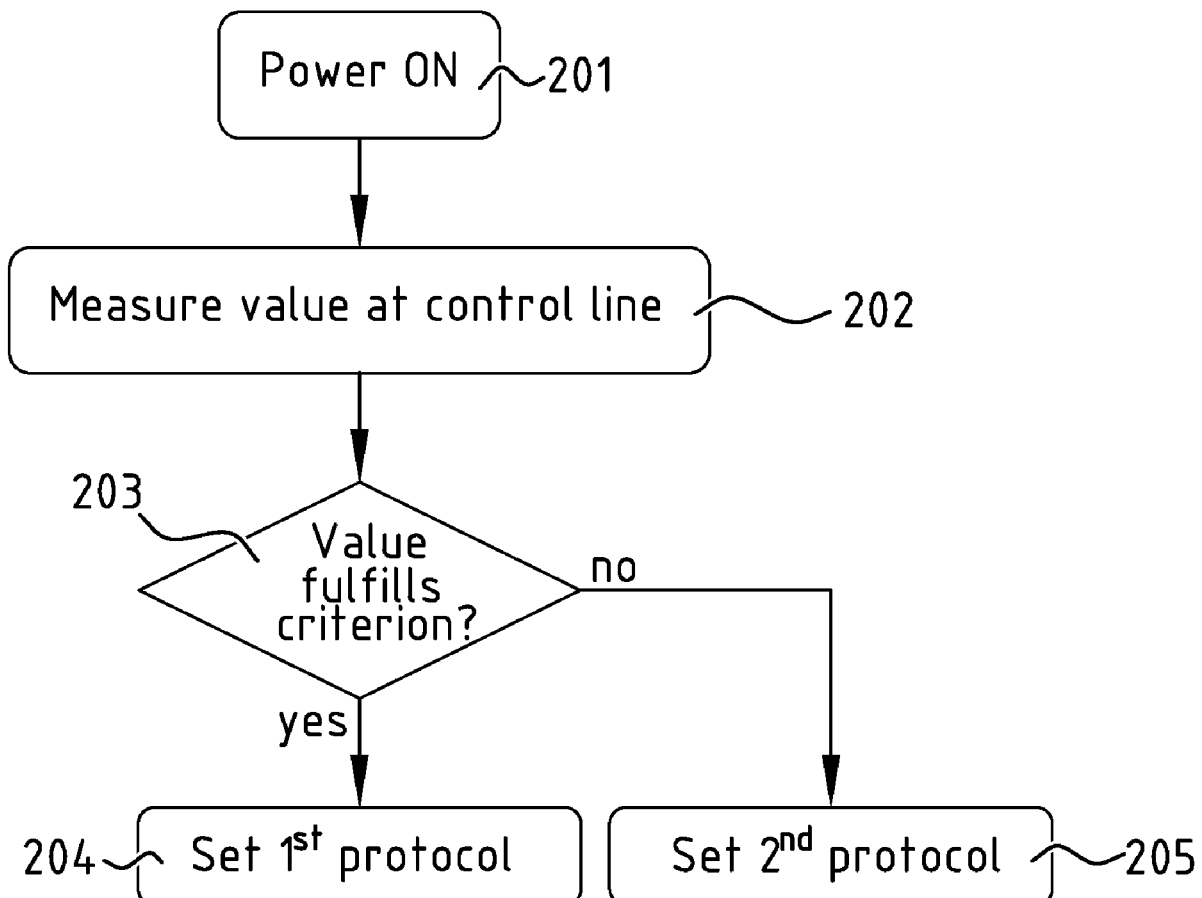 Power ON
201
Measure value at control line
202
203
Value
fulfills
criterion?
no
yes
204
Set 1st protocol
Set 2nd protocol
205